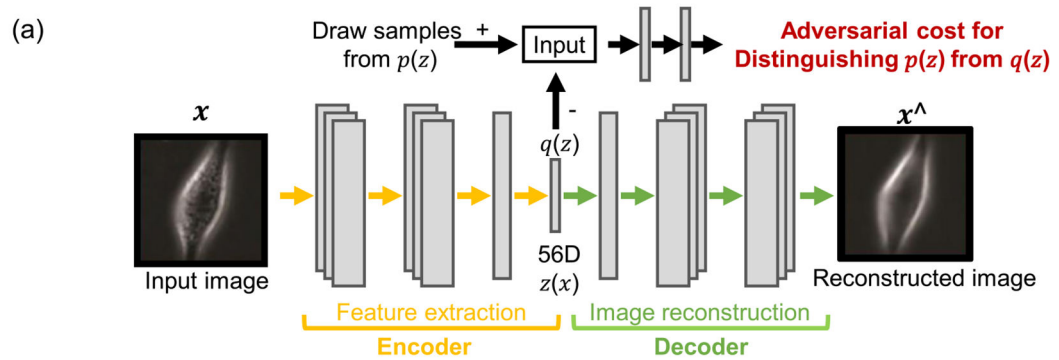 (a)
Draw samples
from p(z)
+
Input
Adversarial cost for
Distinguishing p(z) from q(z)
-
x
q(z)
x^
56D
z(x)
Input image
Reconstructed image
Feature extraction
Image reconstruction
Encoder
Decoder